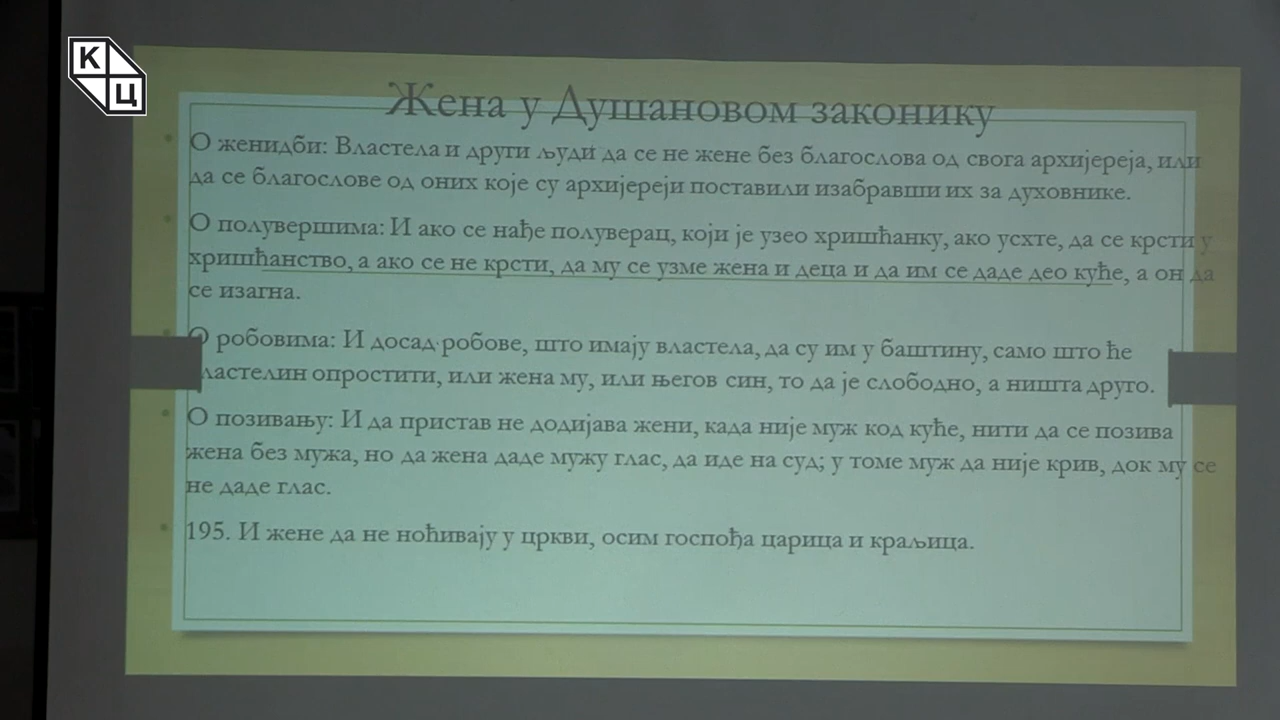 К
Ц
Жена у Душановом законику
О женидби: Властела и други људи да се не жене без благослова од свога архијереја, или
да се благослове од оних које су архијереји поставили изабравши их за духовнике.
О полувершима: И ако се нађе полуверац, који је узео хришћанку, ако усхте, да се крсти у
хришћанство, а ако се не крсти, да му се узме жена и деца и да им се даде део куће, а он да
се изагна.
О робовима: И досад робове, што имају властела, да су им у баштину, само што ће
властелин опростити, или жена му, или његов син, то да је слободно, а ништа друго.
О позивању: И да пристав не додијава жени, када није муж код куће, нити да се позива
жена без мужа, но да жена даде мужу глас, да иде на суд; у томе муж да није крив, док му се
не даде глас.
195. И жене да не ноћивају у цркви, осим госпођа царица и краљица.